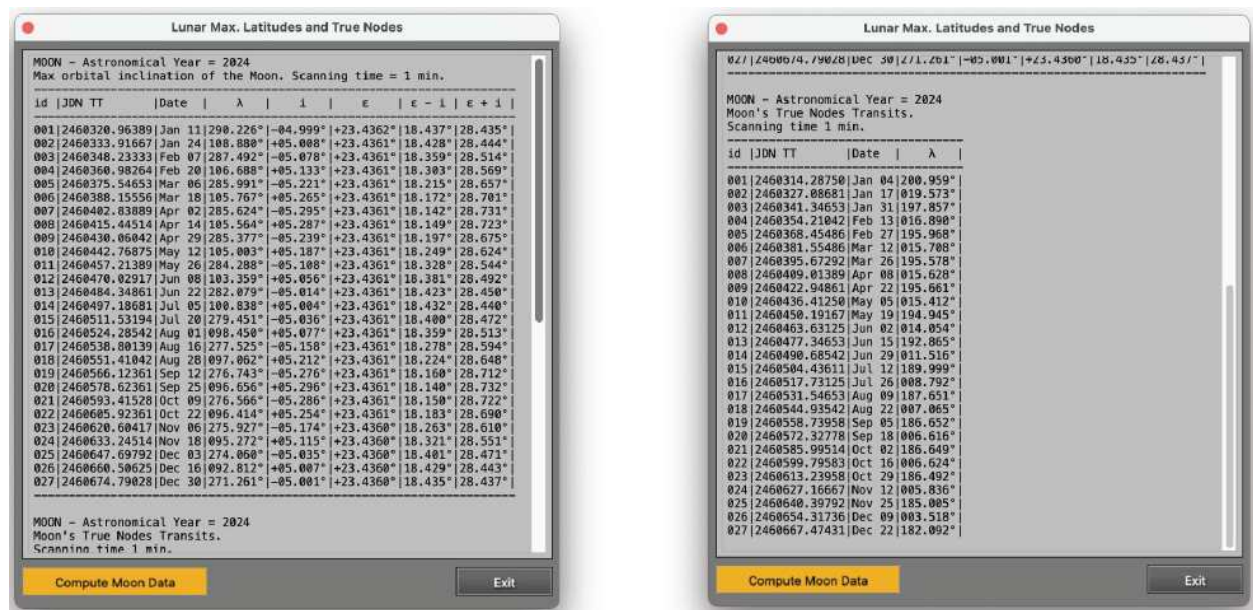 Lunar Max. Latitudes and True Nodes
MOON – Astronomical Year = 2024
Max orbital inclination of the Moon. Scanning time = 1 min.
id |JDN TT |Date | λ | i | ε | ε – i | ε + i |
001|2460320.96389|Jan 11|290.226°|–04.999°|+23.4362°|18.437°|28.435°|
002|2460333.91667|Jan 24|108.880°|+05.008°|+23.4361°|18.428°|28.444°|
003|2460348.23333|Feb 07|287.492°|–05.078°|+23.4361°|18.359°|28.514°|
004|2460360.98264|Feb 20|106.688°|+05.133°|+23.4361°|18.303°|28.569°|
005|2460375.54653|Mar 06|285.991°|–05.221°|+23.4361°|18.215°|28.657°|
006|2460388.15556|Mar 18|105.767°|+05.265°|+23.4361°|18.172°|28.701°|
007|2460402.83889|Apr 02|285.624°|–05.295°|+23.4361°|18.142°|28.731°|
008|2460415.44514|Apr 14|105.564°|+05.287°|+23.4361°|18.149°|28.723°|
009|2460430.06042|Apr 29|285.377°|–05.239°|+23.4361°|18.197°|28.675°|
010|2460442.76875|May 12|105.003°|+05.187°|+23.4361°|18.249°|28.624°|
011|2460457.21389|May 26|284.288°|–05.108°|+23.4361°|18.328°|28.544°|
012|2460470.02917|Jun 08|103.359°|+05.056°|+23.4361°|18.381°|28.492°|
013|2460484.34861|Jun 22|282.079°|–05.014°|+23.4361°|18.423°|28.450°|
014|2460497.18681|Jul 05|100.838°|+05.004°|+23.4361°|18.432°|28.440°|
015|2460511.53194|Jul 20|279.451°|–05.036°|+23.4361°|18.400°|28.472°|
016|2460524.28542|Aug 01|098.450°|+05.077°|+23.4361°|18.359°|28.513°|
017|2460538.80139|Aug 16|277.525°|–05.158°|+23.4361°|18.278°|28.594°|
018|2460551.41042|Aug 28|097.062°|+05.212°|+23.4361°|18.224°|28.648°|
019|2460566.12361|Sep 12|276.743°|–05.276°|+23.4361°|18.160°|28.712°|
020|2460578.62361|Sep 25|096.656°|+05.296°|+23.4361°|18.140°|28.732°|
021|2460593.41528|Oct 09|276.566°|–05.286°|+23.4361°|18.150°|28.722°|
022|2460605.92361|Oct 22|096.414°|+05.254°|+23.4361°|18.183°|28.690°|
023|2460620.60417|Nov 06|275.927°|–05.174°|+23.4360°|18.263°|28.610°|
024|2460633.24514|Nov 18|095.272°|+05.115°|+23.4360°|18.321°|28.551°|
025|2460647.69792|Dec 03|274.060°|–05.035°|+23.4360°|18.401°|28.471°|
026|2460660.50625|Dec 16|092.812°|+05.007°|+23.4360°|18.429°|28.443°|
027|2460674.79028|Dec 30|271.261°|–05.001°|+23.4360°|18.435°|28.437°|
MOON – Astronomical Year = 2024
Moon's True Nodes Transits.
Scanning time 1 min.
Compute Moon Data
Exit
Lunar Max. Latitudes and True Nodes
027|2460674.79028|Dec 30|271.261°|–05.001°|+23.4360°|18.435°|28.437°|
MOON – Astronomical Year = 2024
Moon's True Nodes Transits.
Scanning time 1 min.
id |JDN TT |Date | λ |
001|2460314.28750|Jan 04|200.959°|
002|2460327.08681|Jan 17|019.573°|
003|2460341.34653|Jan 31|197.857°|
004|2460354.21042|Feb 13|016.890°|
005|2460368.45486|Feb 27|195.968°|
006|2460381.55486|Mar 12|015.708°|
007|2460395.67292|Mar 26|195.578°|
008|2460409.01389|Apr 08|015.628°|
009|2460422.94861|Apr 22|195.661°|
010|2460436.41250|May 05|015.412°|
011|2460450.19167|May 19|194.945°|
012|2460463.63125|Jun 02|014.054°|
013|2460477.34653|Jun 15|192.865°|
014|2460490.68542|Jun 29|011.516°|
015|2460504.43611|Jul 12|189.999°|
016|2460517.73125|Jul 26|008.792°|
017|2460531.54653|Aug 09|187.651°|
018|2460544.93542|Aug 22|007.065°|
019|2460558.73958|Sep 05|186.652°|
020|2460572.32778|Sep 18|006.616°|
021|2460585.99514|Oct 02|186.649°|
022|2460599.79583|Oct 16|006.624°|
023|2460613.23958|Oct 29|186.492°|
024|2460627.16667|Nov 12|005.836°|
025|2460640.39792|Nov 25|185.005°|
026|2460654.31736|Dec 09|003.518°|
027|2460667.47431|Dec 22|182.092°|
Compute Moon Data
Exit